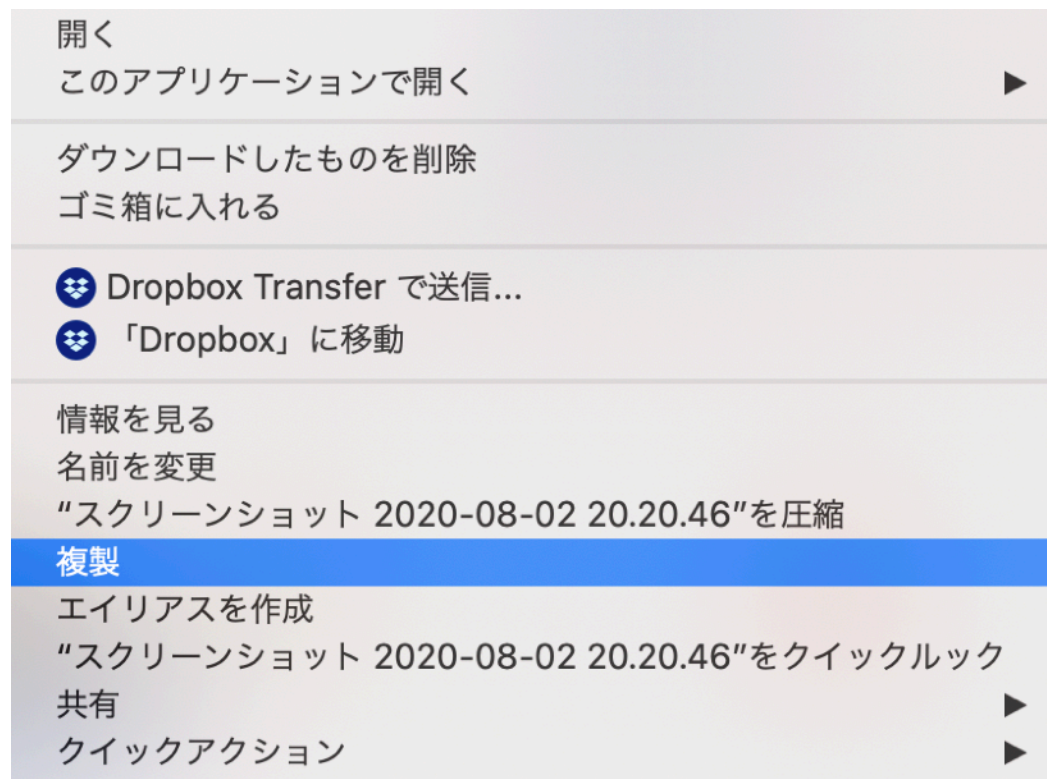 開く
このアプリケーションで開く
ダウンロードしたものを削除
ゴミ箱に入れる
Dropbox Transfer で送信...
「Dropbox」に移動
情報を見る
名前を変更
“スクリーンショット 2020-08-02 20.20.46”を圧縮
複製
エイリアスを作成
“スクリーンショット 2020-08-02 20.20.46”をクイックルック
共有
クイックアクション